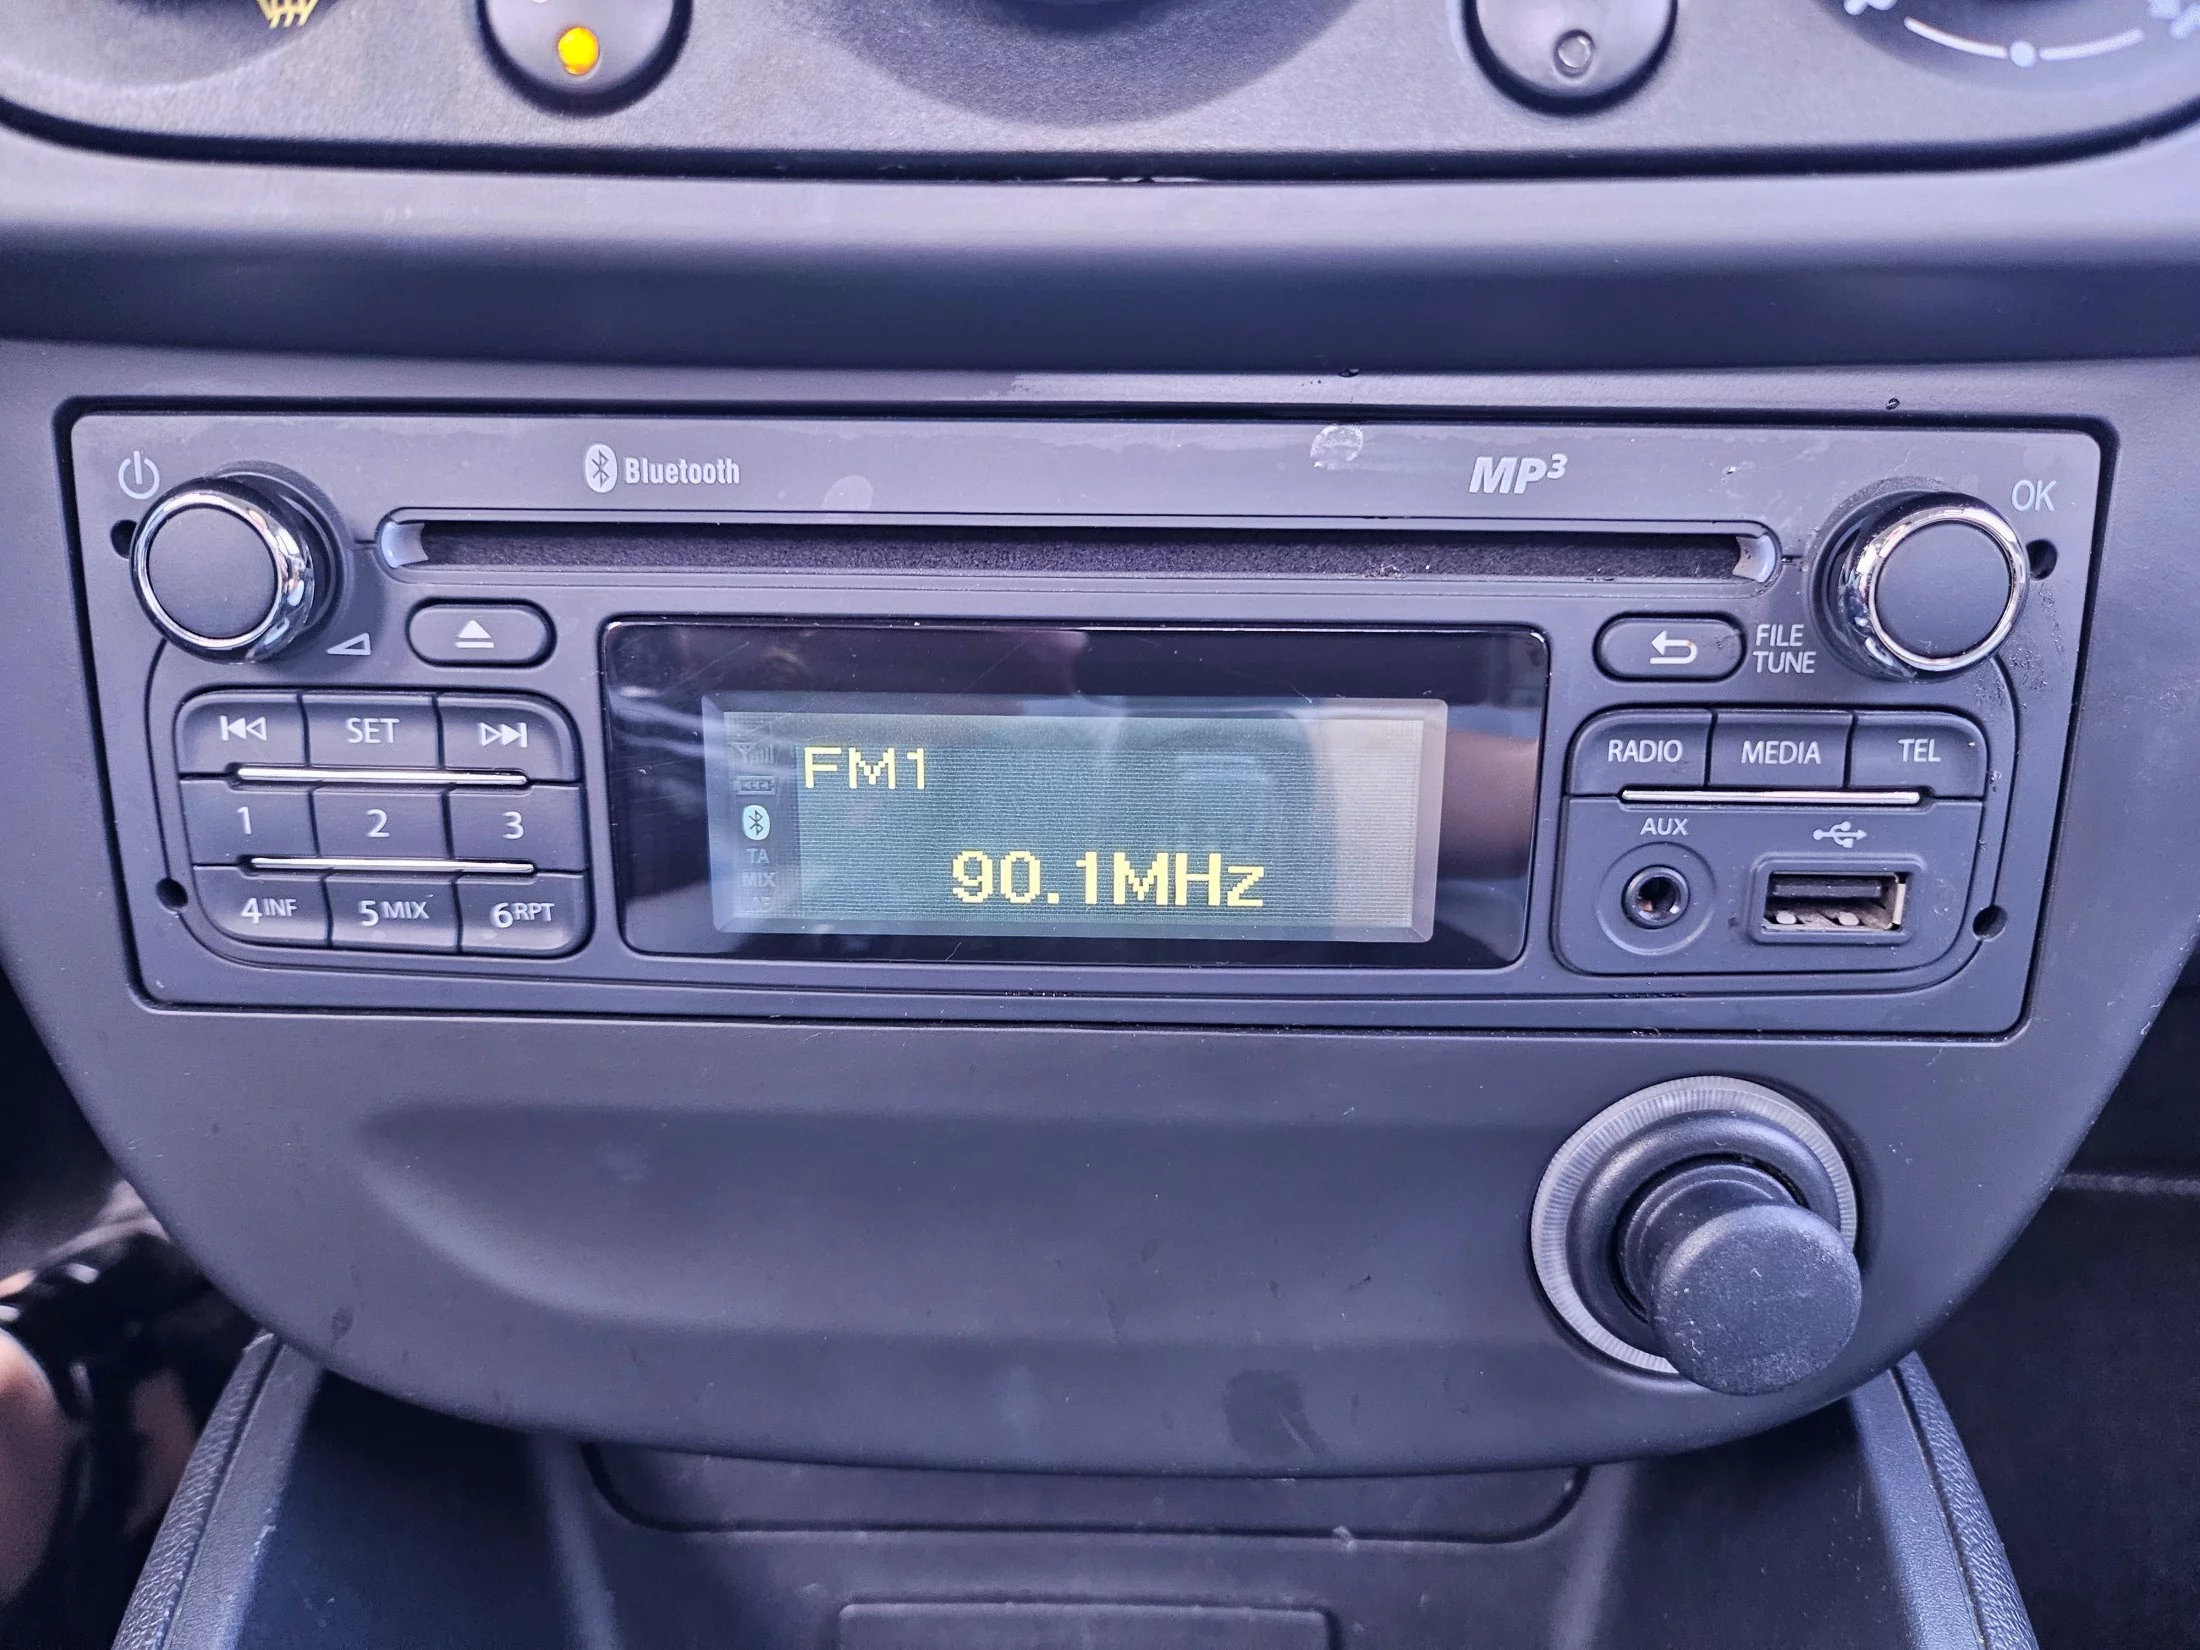 Bluetooth
MP3
OK
FILE
TUNE
SET
RADIO MEDIA TEL
FM1
1 2 3
AUX
TA
90.1MHz
MIX
4INF 5MIX 6RPT